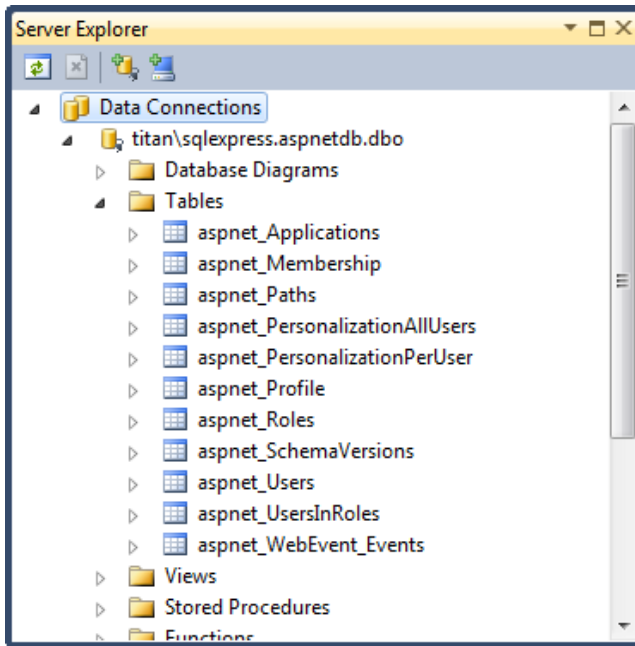 Server Explorer
Data Connections
titan\sqlexpress.aspnetdb.dbo
Database Diagrams
Tables
aspnet_Applications
aspnet_Membership
aspnet_Paths
aspnet_PersonalizationAllUsers
aspnet_PersonalizationPerUser
aspnet_Profile
aspnet_Roles
aspnet_SchemaVersions
aspnet_Users
aspnet_UsersInRoles
aspnet_WebEvent_Events
Views
Stored Procedures
Functions